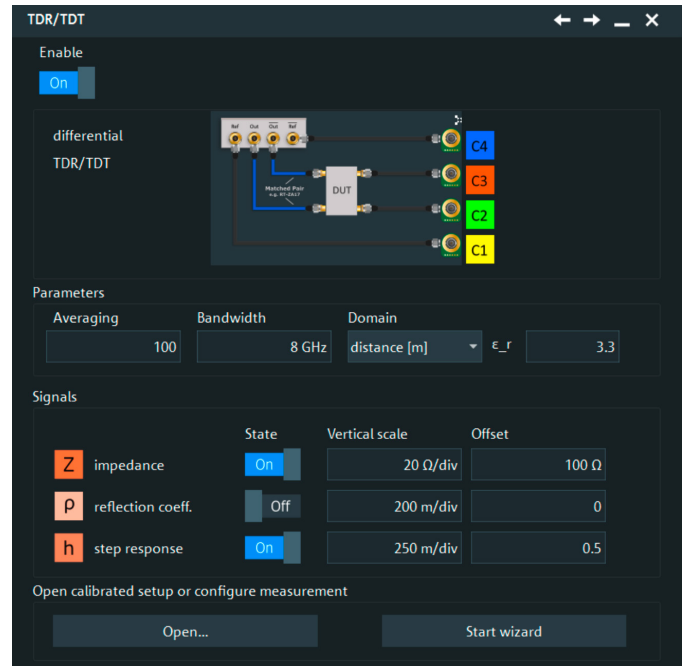 TDR/TDT
Enable
On
differential
TDR/TDT
Ref Out Out Ref
Matched Pair
e.g. RT-ZA17
DUT
C4
C3
C2
C1
Parameters
Averaging Bandwidth Domain
100 8 GHz distance [m] ε_r 3.3
Signals
State Vertical scale Offset
Z impedance On 20 Ω/div 100 Ω
ρ reflection coeff. Off 200 m/div 0
h step response On 250 m/div 0.5
Open calibrated setup or configure measurement
Open... Start wizard